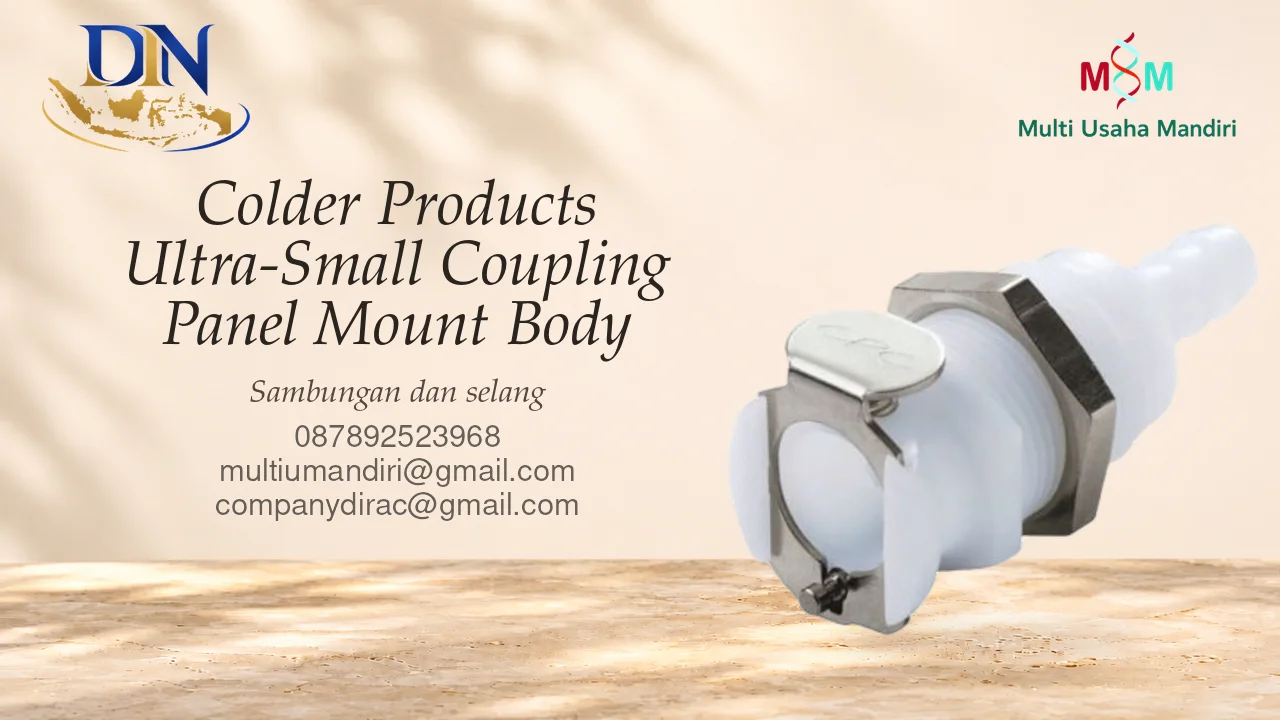 DIN
M M
Multi Usaha Mandiri
Colder Products
Ultra-Small Coupling
Panel Mount Body
Sambungan dan selang
087892523968
multiumandiri@gmail.com
companydirac@gmail.com
CPC